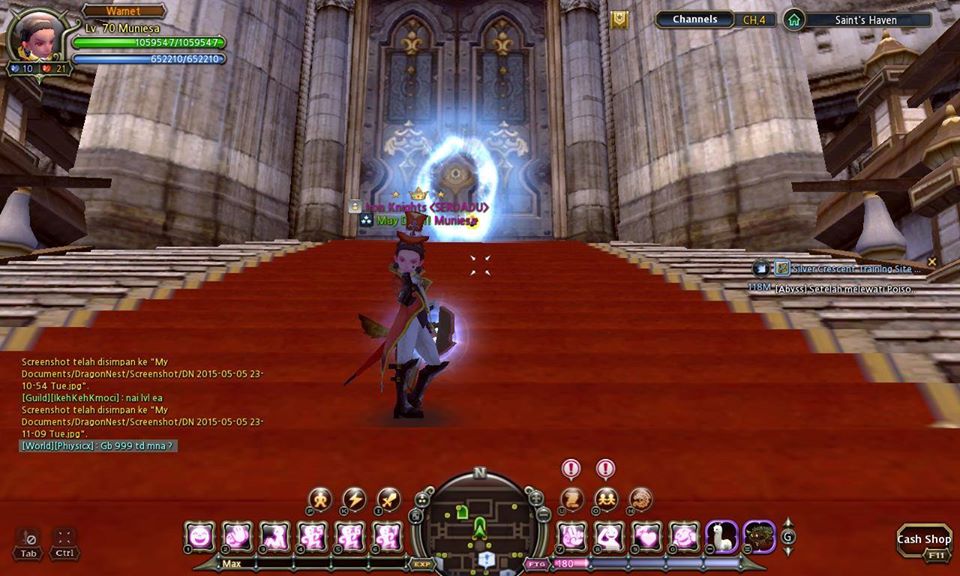 Warnet
Lv 70 Muniesa
1059547/1059547
652210/652210
10 21
Channels CH.4
Saint's Haven
Knights <SERDADU>
Muniesa
Silver Crescent Training Site ...
118M [Abyss] Setelah melewati Poiso...
Screenshot telah disimpan ke "My
Documents/DragonNest/Screenshot/DN 2015-05-05 23-
10-54 Tue.jpg".
[Guild][IkehKehKmoci] : nai lvl ea
Screenshot telah disimpan ke "My
Documents/DragonNest/Screenshot/DN 2015-05-05 23-
11-09 Tue.jpg".
[World][Phiysicx] : Gb 999 td mna ?
N
P K I U O H
Tab Ctrl
G
Cash Shop
F11
Max EXP FTG 180